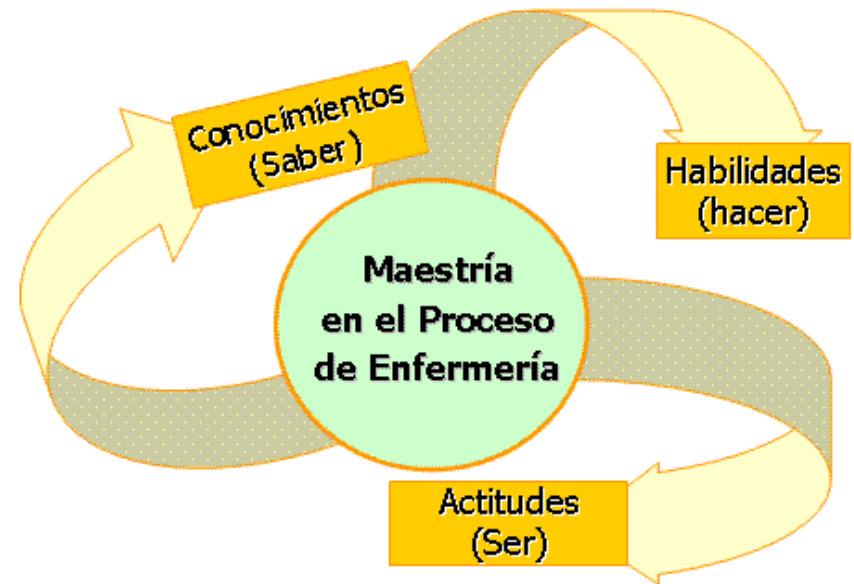 Conocimientos
(Saber)
Habilidades
(hacer)
Maestría
en el Proceso
de Enfermería
Actitudes
(Ser)